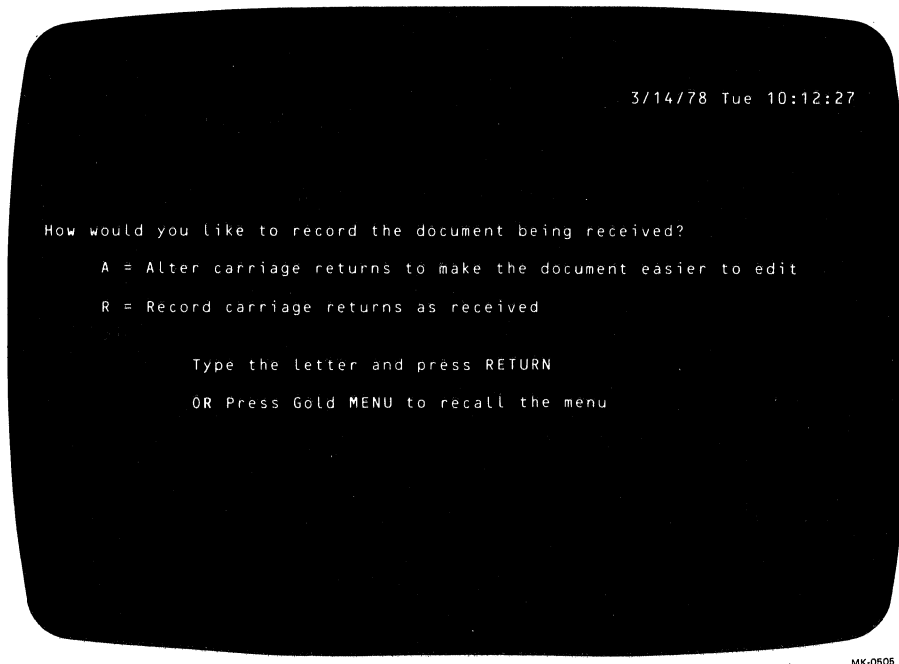 3/14/78 Tue 10:12:27
How would you like to record the document being received?
A = Alter carriage returns to make the document easier to edit
R = Record carriage returns as received
Type the letter and press RETURN
OR Press Gold MENU to recall the menu
MK-0505